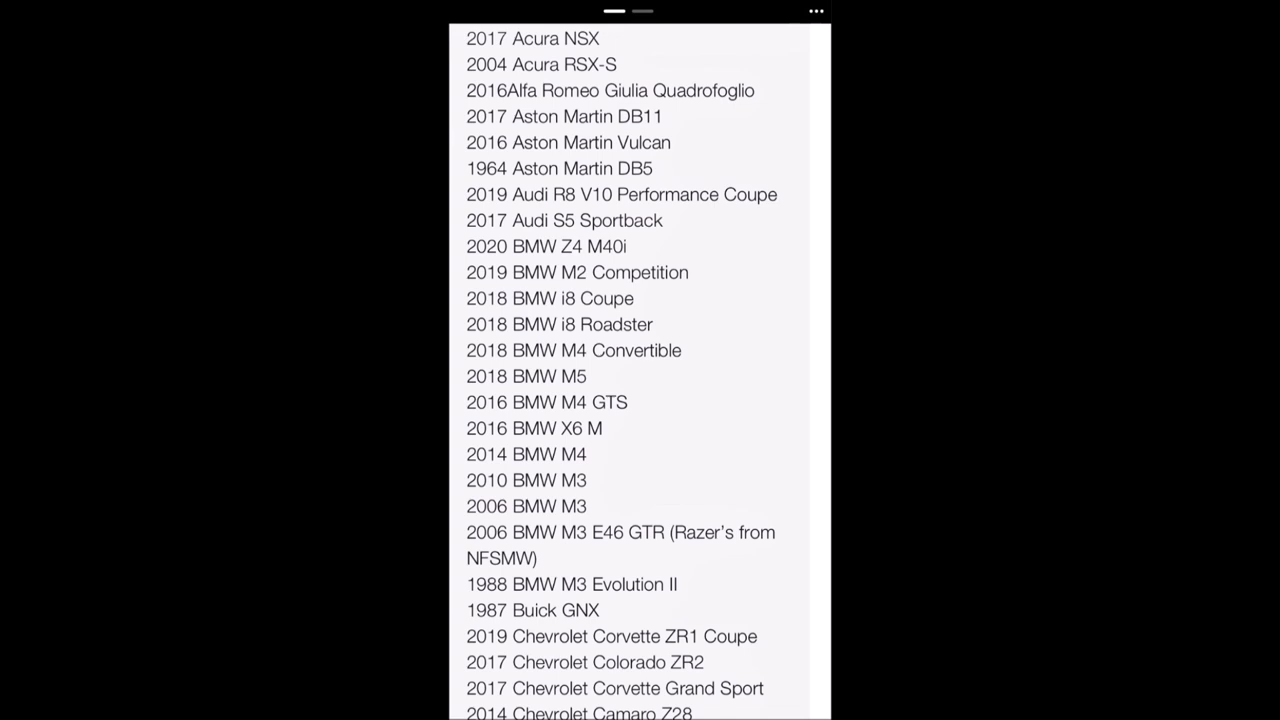 2017 Acura NSX
2004 Acura RSX-S
2016Alfa Romeo Giulia Quadrofoglio
2017 Aston Martin DB11
2016 Aston Martin Vulcan
1964 Aston Martin DB5
2019 Audi R8 V10 Performance Coupe
2017 Audi S5 Sportback
2020 BMW Z4 M40i
2019 BMW M2 Competition
2018 BMW i8 Coupe
2018 BMW i8 Roadster
2018 BMW M4 Convertible
2018 BMW M5
2016 BMW M4 GTS
2016 BMW X6 M
2014 BMW M4
2010 BMW M3
2006 BMW M3
2006 BMW M3 E46 GTR (Razer's from
NFSMW)
1988 BMW M3 Evolution II
1987 Buick GNX
2019 Chevrolet Corvette ZR1 Coupe
2017 Chevrolet Colorado ZR2
2017 Chevrolet Corvette Grand Sport
2014 Chevrolet Camaro Z28